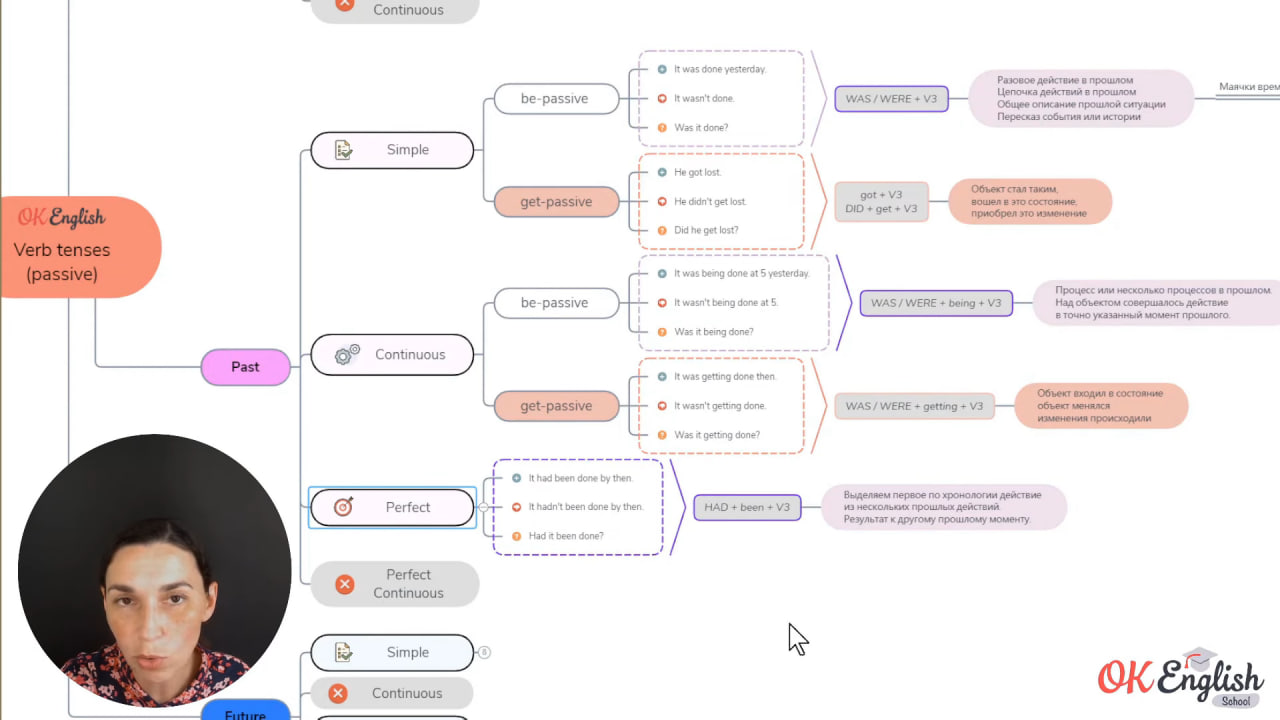 Continuous
be-passive
It was done yesterday.
It wasn't done.
Was it done?
WAS / WERE + V3
Разовое действие в прошлом
Цепочка действий в прошлом
Общее описание прошлой ситуации
Пересказ события или истории
Маячки врем
Simple
get-passive
He got lost.
He didn't get lost.
Did he get lost?
got + V3
DID + get + V3
Объект стал таким,
вошел в это состояние,
приобрел это изменение
OK English
Verb tenses
(passive)
be-passive
It was being done at 5 yesterday.
It wasn't being done at 5.
Was it being done?
WAS / WERE + being + V3
Процесс или несколько процессов в прошлом.
Над объектом совершалось действие
в точно указанный момент прошлого.
Past
Continuous
get-passive
It was getting done then.
It wasn't getting done.
Was it getting done?
WAS / WERE + getting + V3
Объект входил в состояние
объект менялся
изменения происходили
Perfect
It had been done by then.
It hadn't been done by then.
Had it been done?
HAD + been + V3
Выделяем первое по хронологии действие
из нескольких прошлых действий.
Результат к другому прошлому моменту.
Perfect
Continuous
Simple
8
Continuous
Future
OK English
School